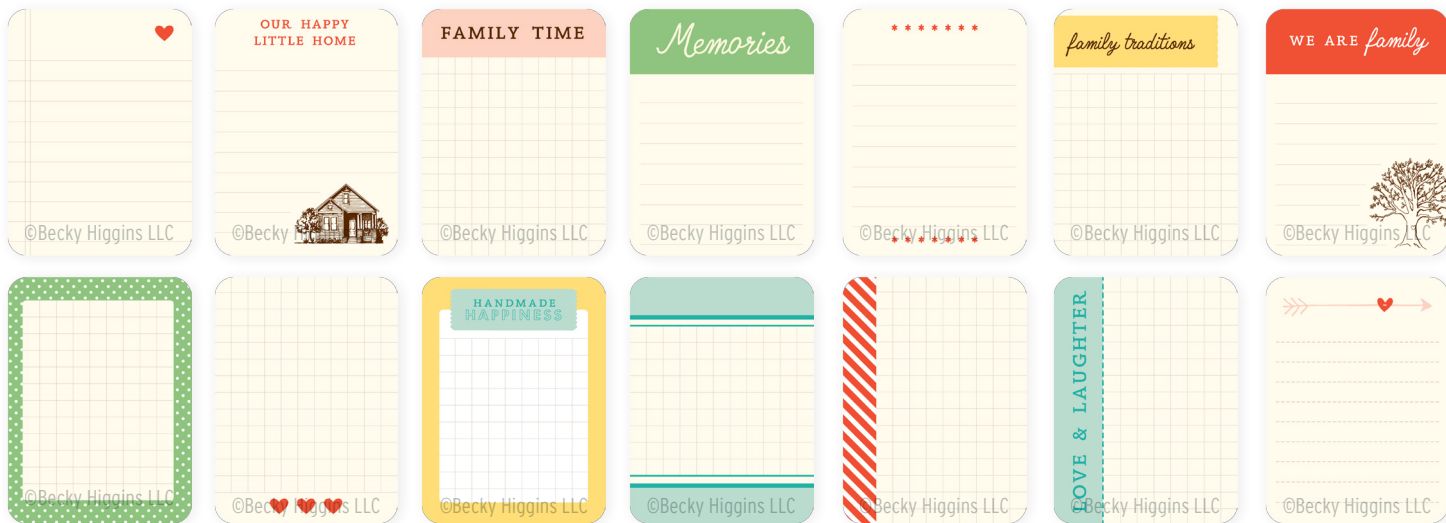 OUR HAPPY
LITTLE HOME
FAMILY TIME
Memories
family traditions
WE ARE family
©Becky Higgins LLC
©Becky
©Becky Higgins LLC
©Becky Higgins LLC
©Becky Higgins LLC
©Becky Higgins LLC
©Becky Higgins LLC
HANDMADE
HAPPINESS
LOVE & LAUGHTER
©Becky Higgins LLC
©Becky Higgins LLC
©Becky Higgins LLC
©Becky Higgins LLC
©Becky Higgins LLC
©Becky Higgins LLC
©Becky Higgins LLC